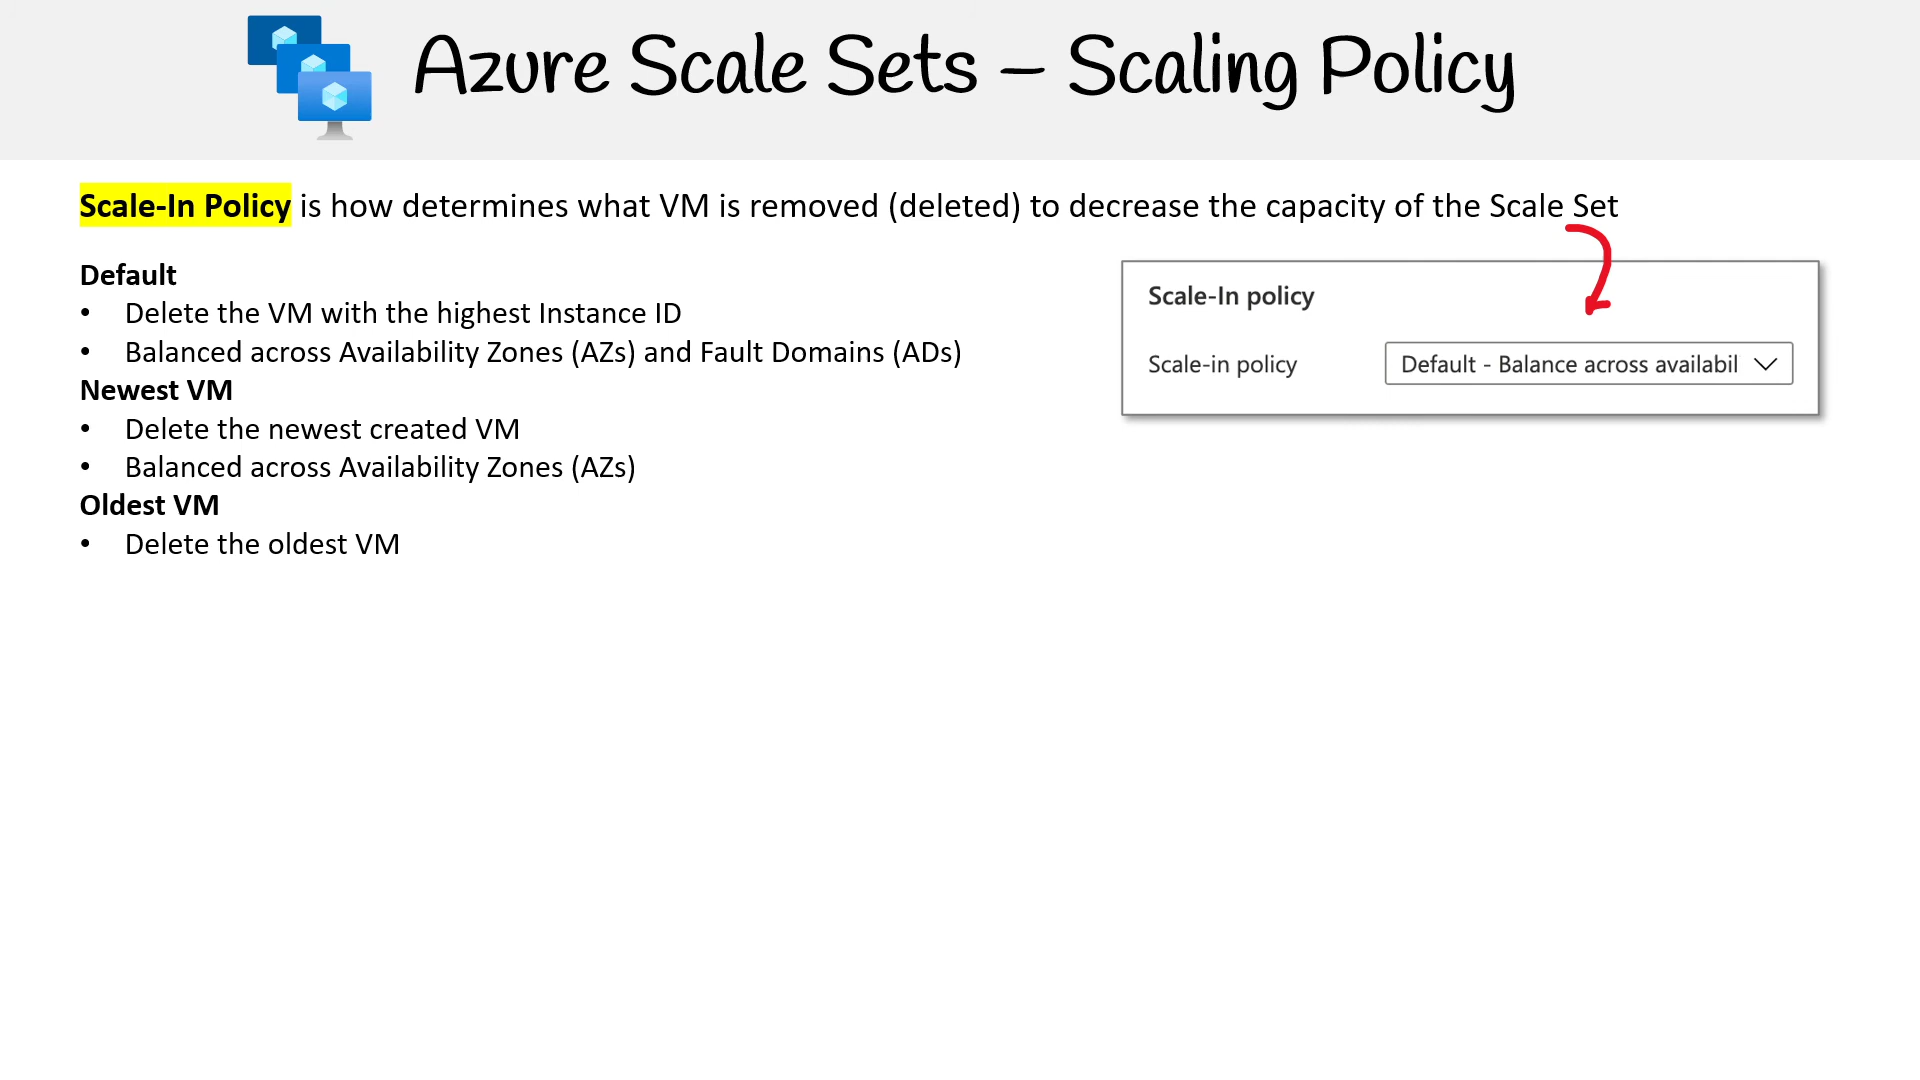 Azure Scale Sets – Scaling Policy
Scale-In Policy is how determines what VM is removed (deleted) to decrease the capacity of the Scale Set
Default
• Delete the VM with the highest Instance ID
• Balanced across Availability Zones (AZs) and Fault Domains (ADs)
Newest VM
• Delete the newest created VM
• Balanced across Availability Zones (AZs)
Oldest VM
• Delete the oldest VM
Scale-In policy
Scale-in policy
Default - Balance across availabil